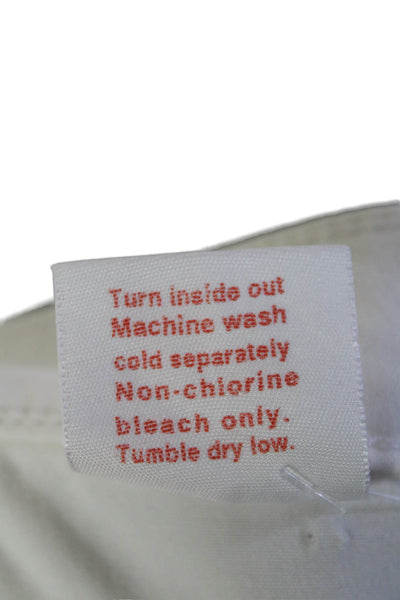 Turn inside out
Machine wash
cold separately
Non-chlorine
bleach only.
Tumble dry low.